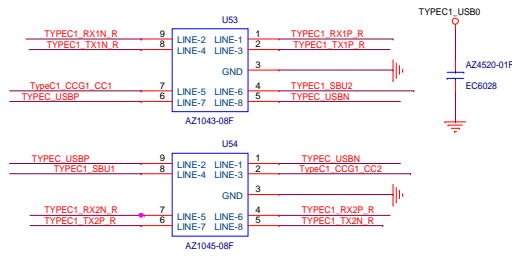 U53
TYPEC1_USB0
TYPEC1_RX1N_R 9 LINE-2 LINE-1 1 TYPEC1_RX1P_R
TYPEC1_TX1N_R 8 LINE-4 LINE-3 2 TYPEC1_TX1P_R
GND 3
AZ4520-01F
TypeC1_CCG1_CC1 7 LINE-5 LINE-6 4 TYPEC1_SBU2
EC6028
TYPEC_USBP 6 LINE-7 LINE-8 5 TYPEC_USBN
AZ1043-08F
U54
TYPEC_USBP 9 LINE-2 LINE-1 1 TYPEC_USBN
TYPEC1_SBU1 8 LINE-4 LINE-3 2 TypeC1_CCG1_CC2
GND 3
TYPEC1_RX2N_R 7 LINE-5 LINE-6 4 TYPEC1_RX2P_R
TYPEC1_TX2P_R 6 LINE-7 LINE-8 5 TYPEC1_TX2N_R
AZ1045-08F